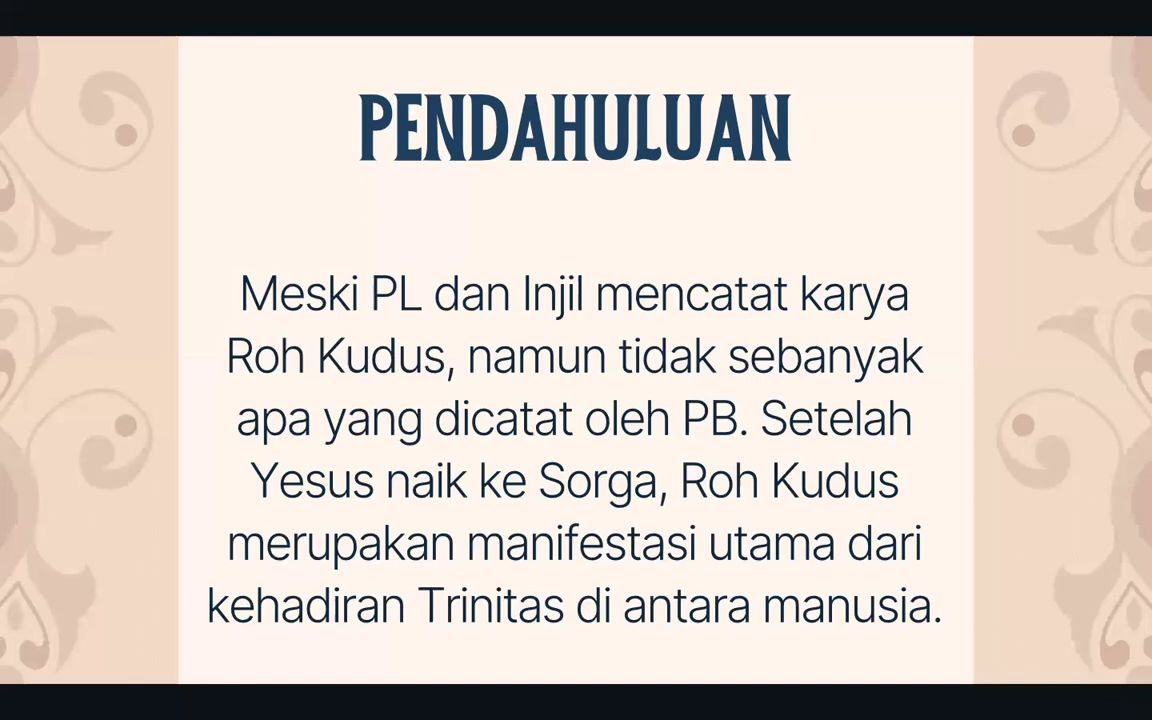 PENDAHULUAN
Meski PL dan Injil mencatat karya
Roh Kudus, namun tidak sebanyak
apa yang dicatat oleh PB. Setelah
Yesus naik ke Sorga, Roh Kudus
merupakan manifestasi utama dari
kehadiran Trinitas di antara manusia.